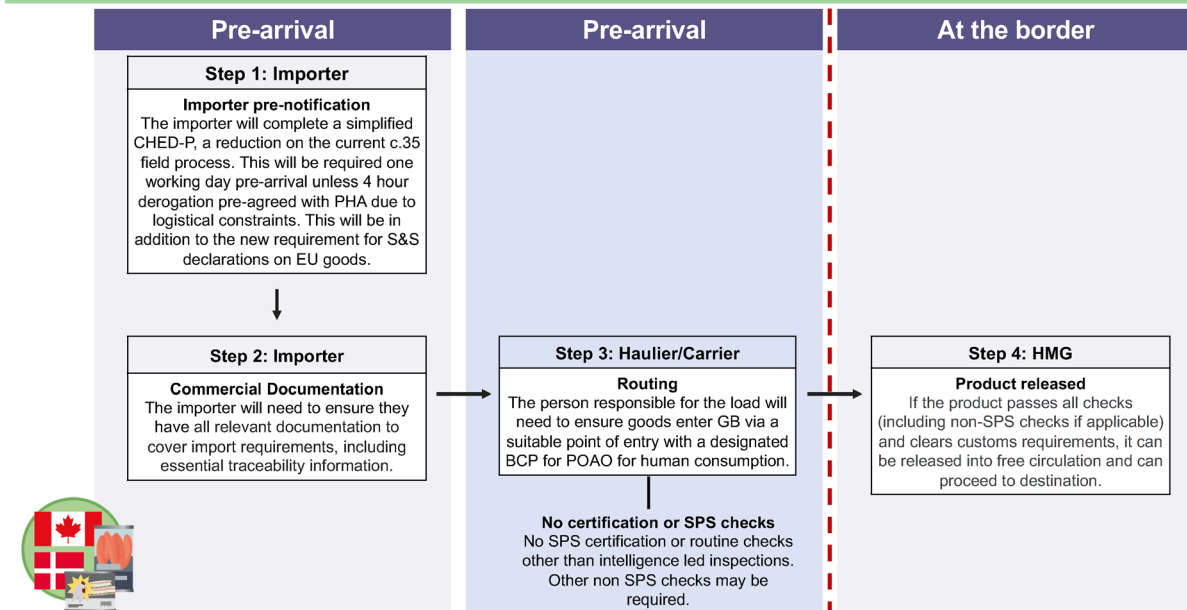 Pre-arrival
Pre-arrival
At the border
Step 1: Importer
Importer pre-notification
The importer will complete a simplified
CHED-P, a reduction on the current c.35
field process. This will be required one
working day pre-arrival unless 4 hour
derogation pre-agreed with PHA due to
logistical constraints. This will be in
addition to the new requirement for S&S
declarations on EU goods.
Step 2: Importer
Commercial Documentation
The importer will need to ensure they
have all relevant documentation to
cover import requirements, including
essential traceability information.
Step 3: Haulier/Carrier
Routing
The person responsible for the load will
need to ensure goods enter GB via a
suitable point of entry with a designated
BCP for POAO for human consumption.
No certification or SPS checks
No SPS certification or routine checks
other than intelligence led inspections.
Other non SPS checks may be
required.
Step 4: HMG
Product released
If the product passes all checks
(including non-SPS checks if applicable)
and clears customs requirements, it can
be released into free circulation and can
proceed to destination.